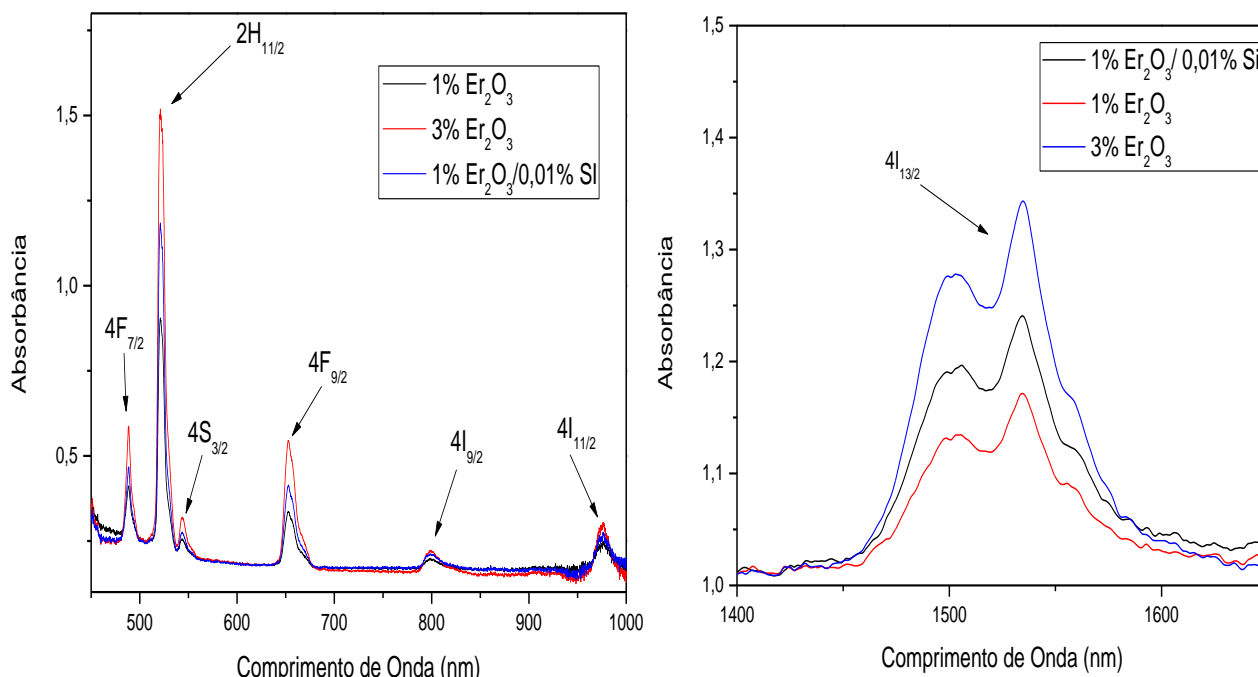 2H11/2
1% Er2O3
3% Er2O3
1% Er2O3/0,01% SI
4F7/2
4S3/2
4F9/2
4I9/2
4I11/2
1,5
1,0
0,5
500 600 700 800 900 1000
Absorbância
Comprimento de Onda (nm)
1% Er2O3/ 0,01% Si
1% Er2O3
3% Er2O3
4I13/2
1,5
1,4
1,3
1,2
1,1
1,0
1400 1500 1600
Absorbância
Comprimento de Onda (nm)